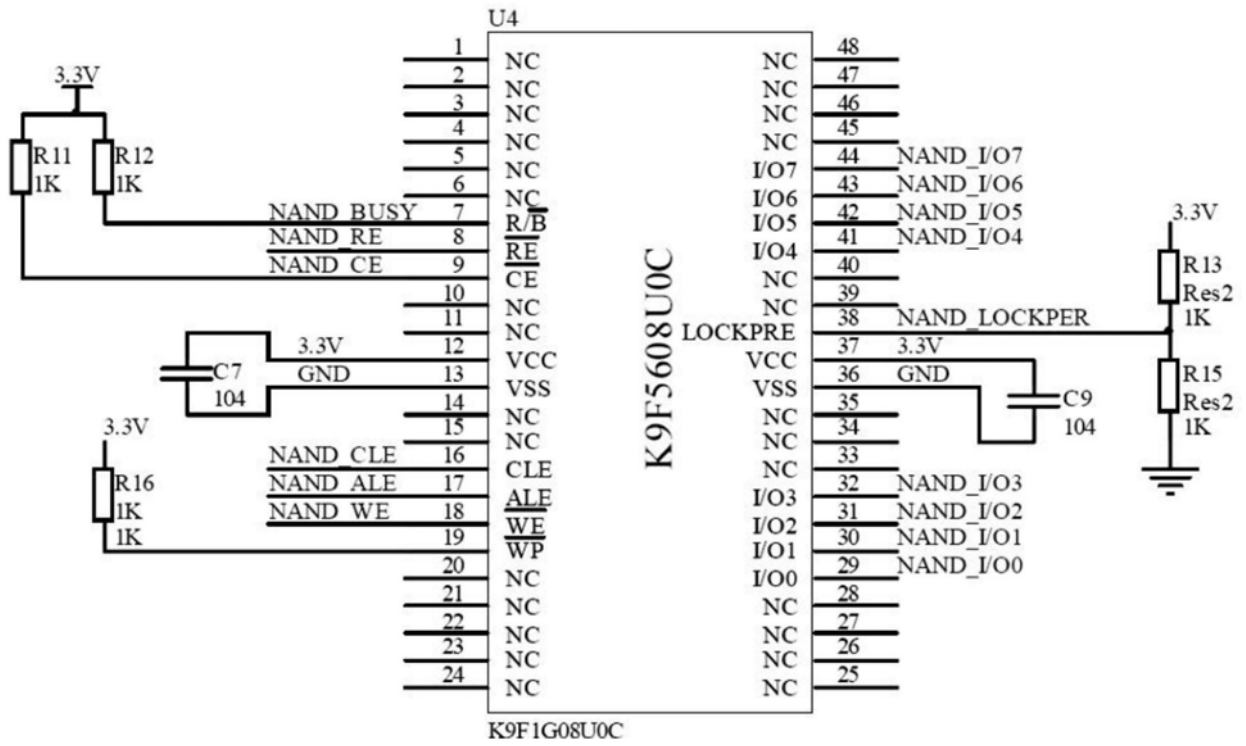 U4
3.3V
R11
1K
R12
1K
NAND_BUSY
NAND_RE
NAND_CE
3.3V
GND
C7
104
3.3V
R16
1K
1K
NAND_CLE
NAND_ALE
NAND_WE
1 NC
2 NC
3 NC
4 NC
5 NC
6 NC
7 R/B
8 RE
9 CE
10 NC
11 NC
12 VCC
13 VSS
14 NC
15 NC
16 CLE
17 ALE
18 WE
19 WP
20 NC
21 NC
22 NC
23 NC
24 NC
K9F5608U0C
NC 48
NC 47
NC 46
NC 45
I/O7 44 NAND_I/O7
I/O6 43 NAND_I/O6
I/O5 42 NAND_I/O5
I/O4 41 NAND_I/O4
NC 40
NC 39
LOCKPRE 38 NAND_LOCKPER
VCC 37 3.3V
VSS 36 GND
NC 35
NC 34
NC 33
I/O3 32 NAND_I/O3
I/O2 31 NAND_I/O2
I/O1 30 NAND_I/O1
I/O0 29 NAND_I/O0
NC 28
NC 27
NC 26
NC 25
C9
104
3.3V
R13
Res2
1K
R15
Res2
1K
K9F1G08U0C